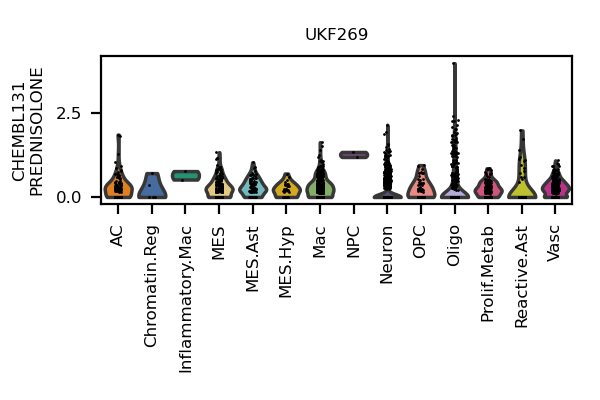 UKF269
CHEMBL131
PREDNISOLONE
2.5
0.0
AC
Chromatin.Reg
Inflammatory.Mac
MES
MES.Ast
MES.Hyp
Mac
NPC
Neuron
OPC
Oligo
Prolif.Metab
Reactive.Ast
Vasc